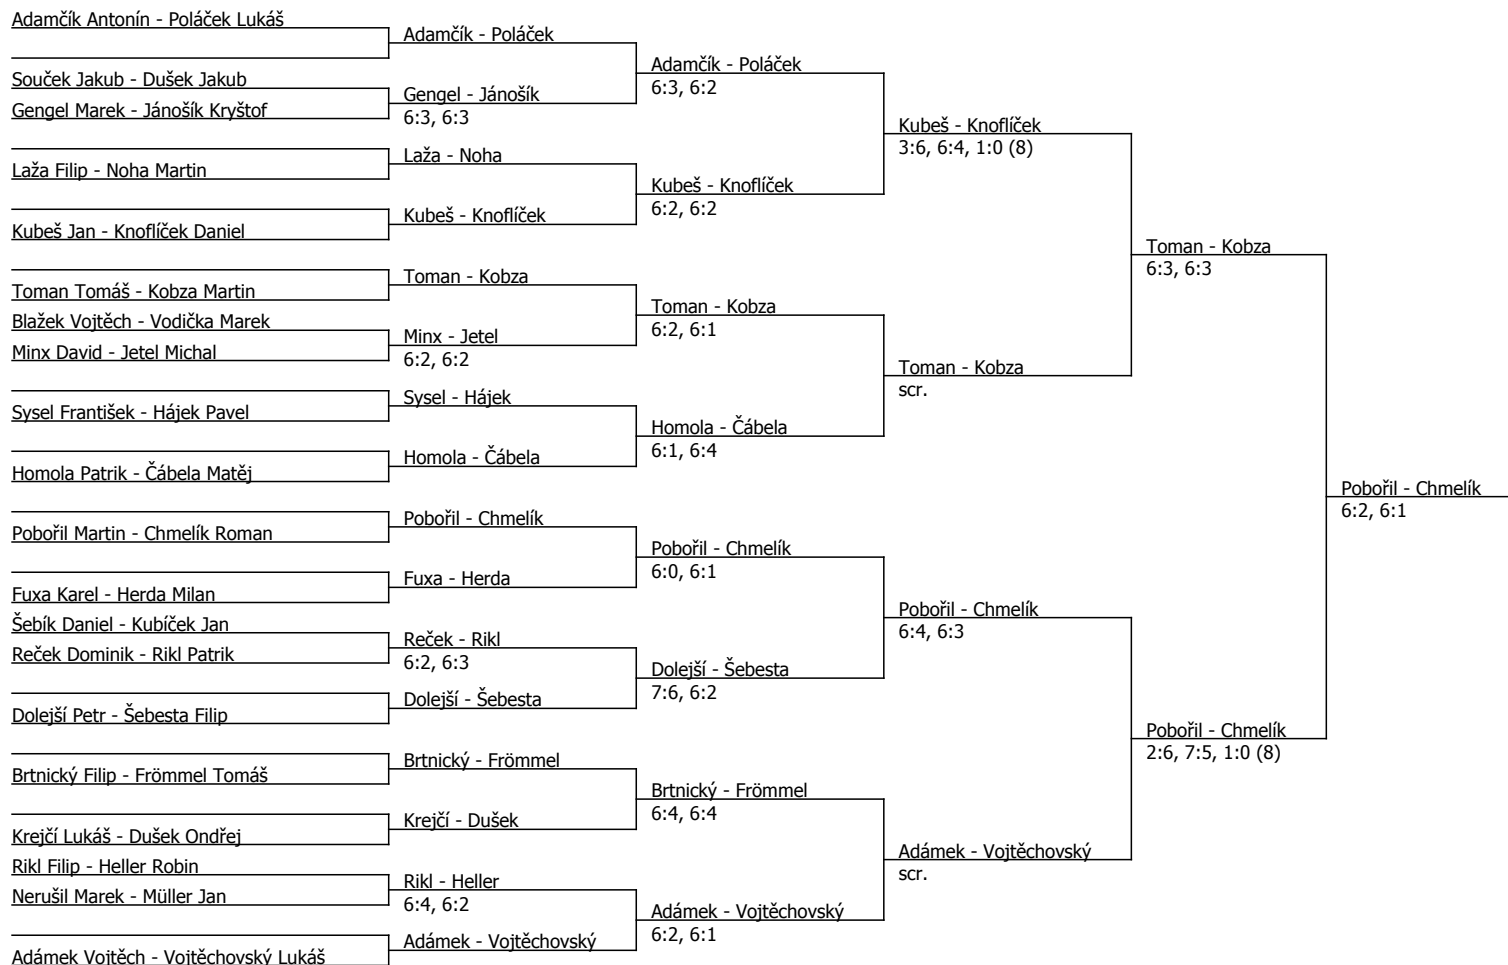 Adamčík Antonín - Poláček Lukáš
Souček Jakub - Dušek Jakub
Gengel Marek - Jánošík Kryštof
Laža Filip - Noha Martin
Kubeš Jan - Knoflíček Daniel
Toman Tomáš - Kobza Martin
Blažek Vojtěch - Vodička Marek
Minx David - Jetel Michal
Sysel František - Hájek Pavel
Homola Patrik - Čábela Matěj
Pobořil Martin - Chmelík Roman
Fuxa Karel - Herda Milan
Šebík Daniel - Kubíček Jan
Reček Dominik - Rikl Patrik
Dolejší Petr - Šebesta Filip
Brtnický Filip - Frömmel Tomáš
Krejčí Lukáš - Dušek Ondřej
Rikl Filip - Heller Robin
Nerušil Marek - Müller Jan
Adámek Vojtěch - Vojtěchovský Lukáš
Adamčík - Poláček
Gengel - Jánošík
6:3, 6:3
Laža - Noha
Kubeš - Knoflíček
Toman - Kobza
Minx - Jetel
6:2, 6:2
Sysel - Hájek
Homola - Čábela
Pobořil - Chmelík
Fuxa - Herda
Reček - Rikl
6:2, 6:3
Dolejší - Šebesta
Brtnický - Frömmel
Krejčí - Dušek
Rikl - Heller
6:4, 6:2
Adámek - Vojtěchovský
Adamčík - Poláček
6:3, 6:2
Kubeš - Knoflíček
6:2, 6:2
Toman - Kobza
6:2, 6:1
Homola - Čábela
6:1, 6:4
Pobořil - Chmelík
6:0, 6:1
Dolejší - Šebesta
7:6, 6:2
Brtnický - Frömmel
6:4, 6:4
Adámek - Vojtěchovský
6:2, 6:1
Kubeš - Knoflíček
3:6, 6:4, 1:0 (8)
Toman - Kobza
scr.
Pobořil - Chmelík
6:4, 6:3
Adámek - Vojtěchovský
scr.
Toman - Kobza
6:3, 6:3
Pobořil - Chmelík
2:6, 7:5, 1:0 (8)
Pobořil - Chmelík
6:2, 6:1